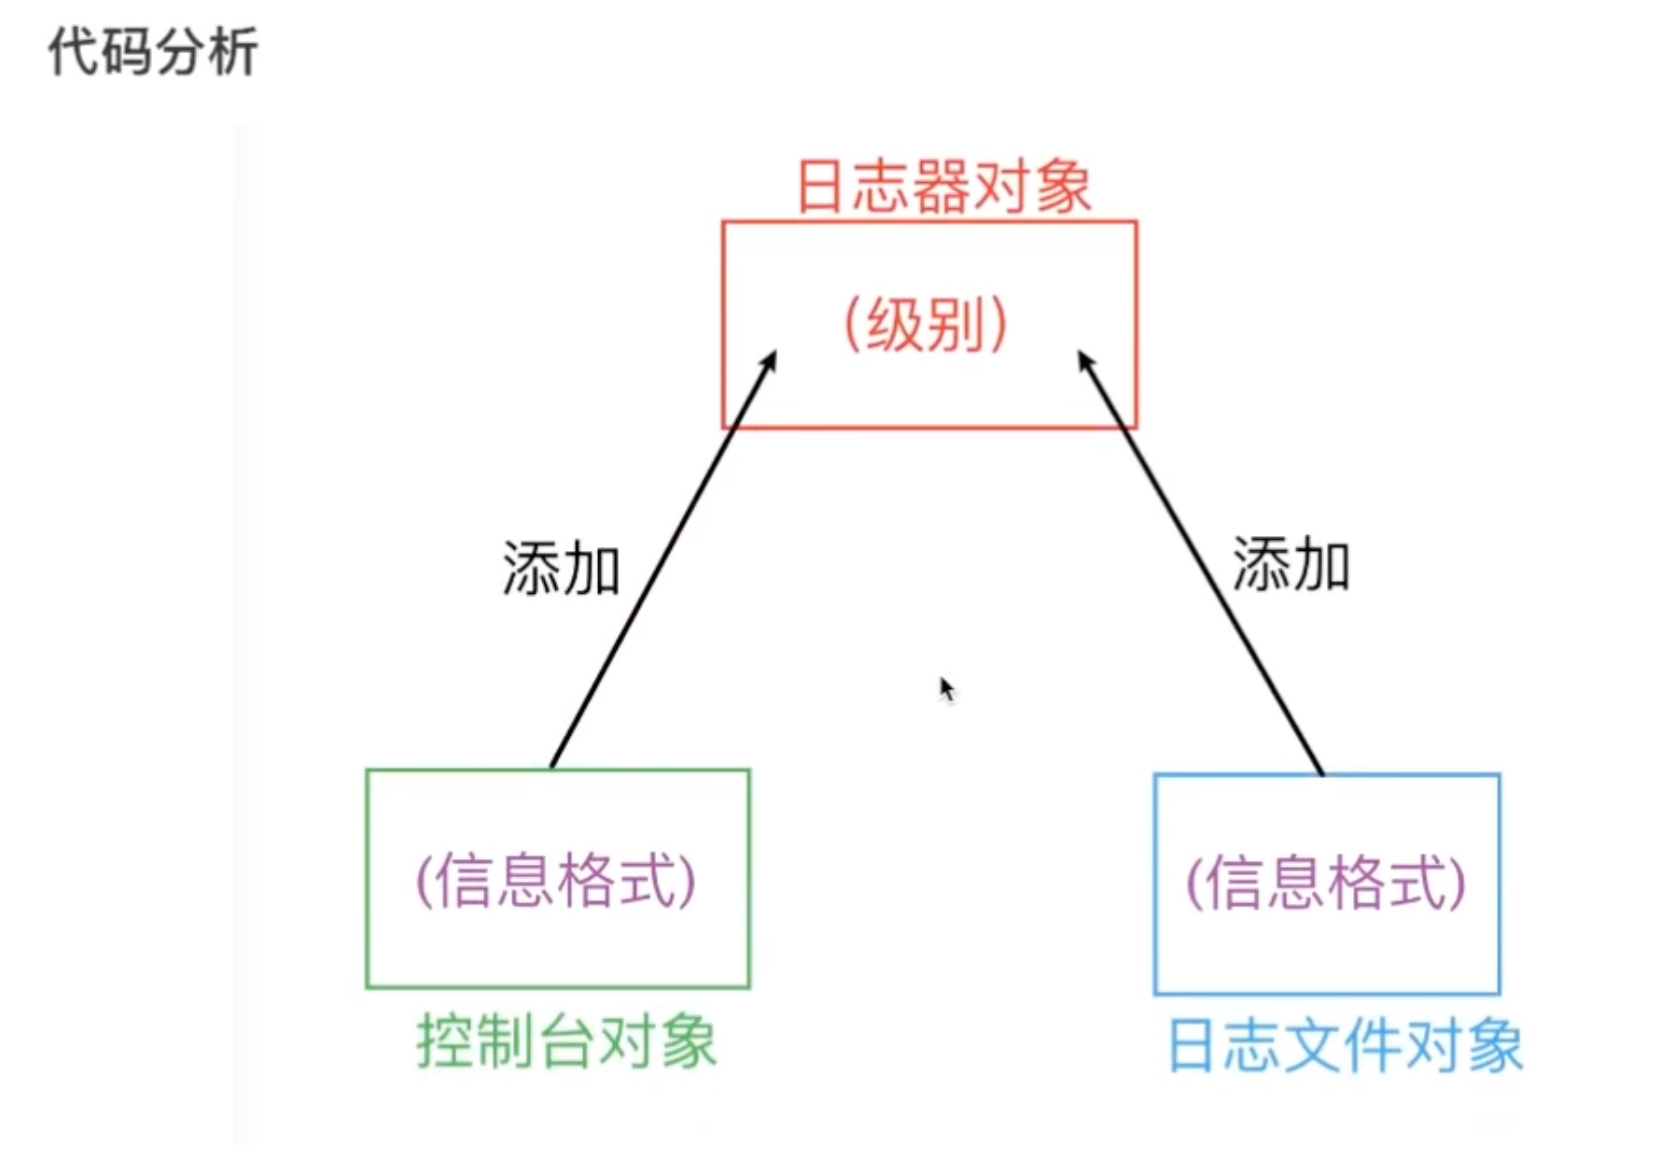 代码分析
日志器对象
（级别）
添加
添加
(信息格式)
(信息格式)
控制台对象
日志文件对象